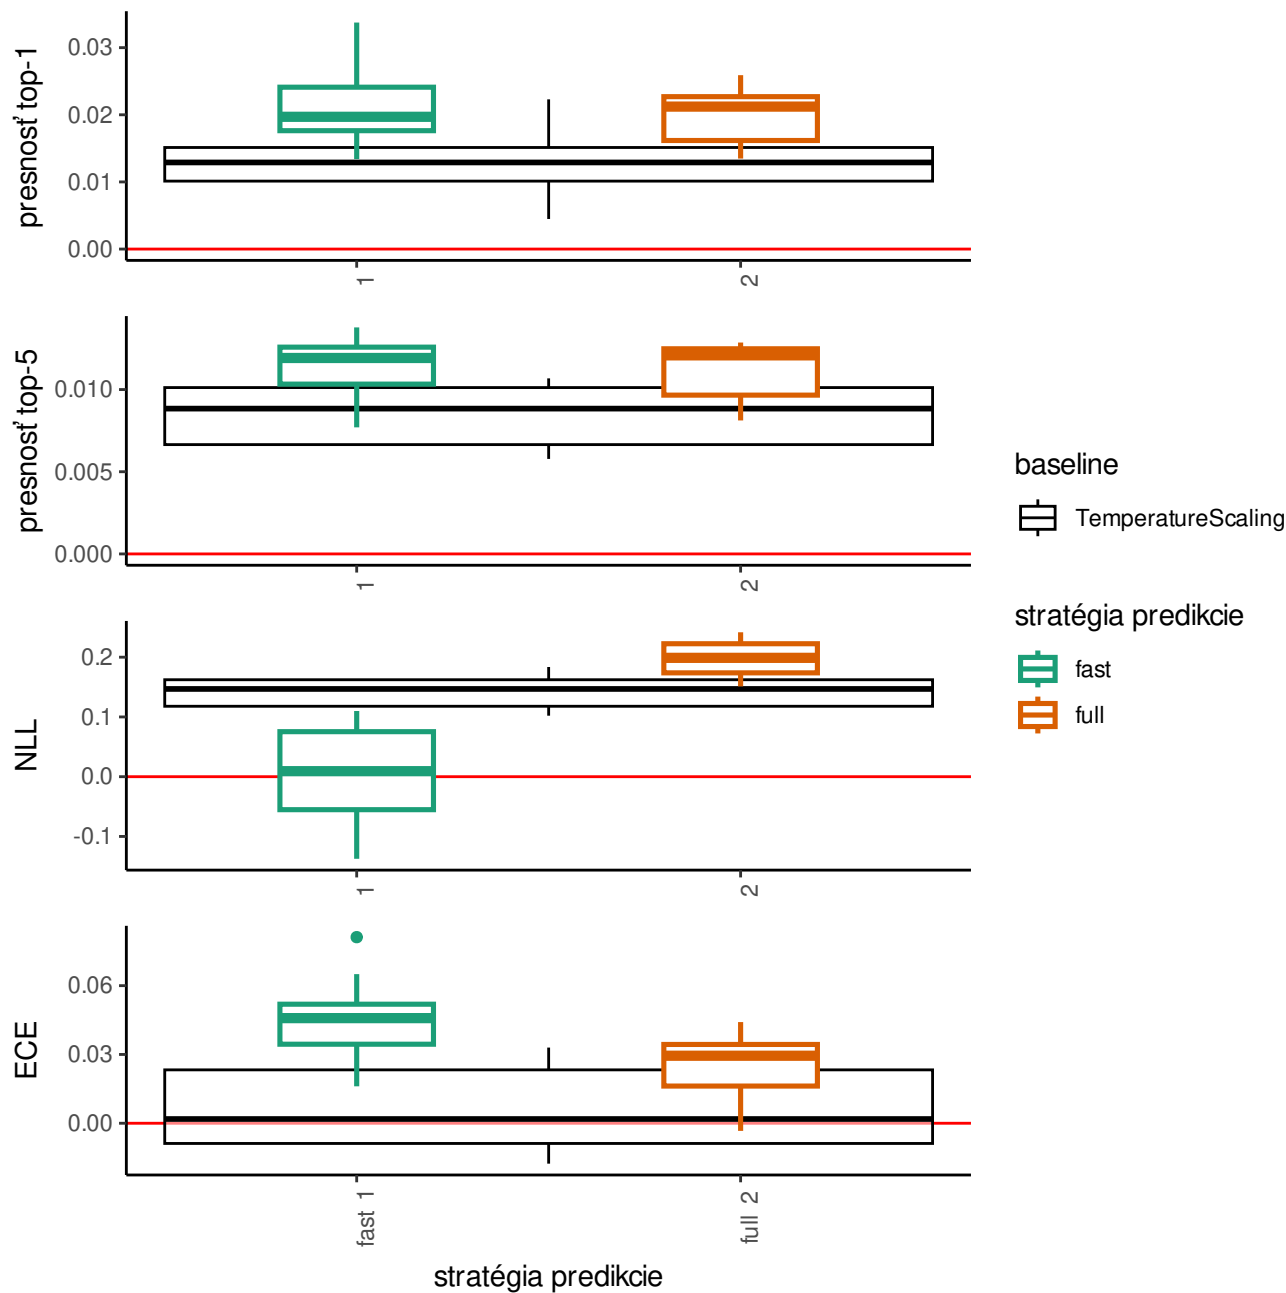 presnosť top-1
0.03
0.02
0.01
0.00
1
2
presnosť top-5
0.010
0.005
0.000
1
2
NLL
0.2
0.1
0.0
-0.1
1
2
ECE
0.06
0.03
0.00
fast 1
full 2
stratégia predikcie
baseline
TemperatureScaling
stratégia predikcie
fast
full